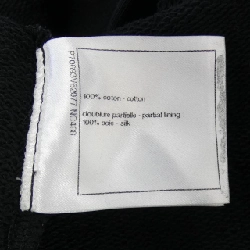 100% coton - cotton
doublure partielle - partial lining
100% soie - silk